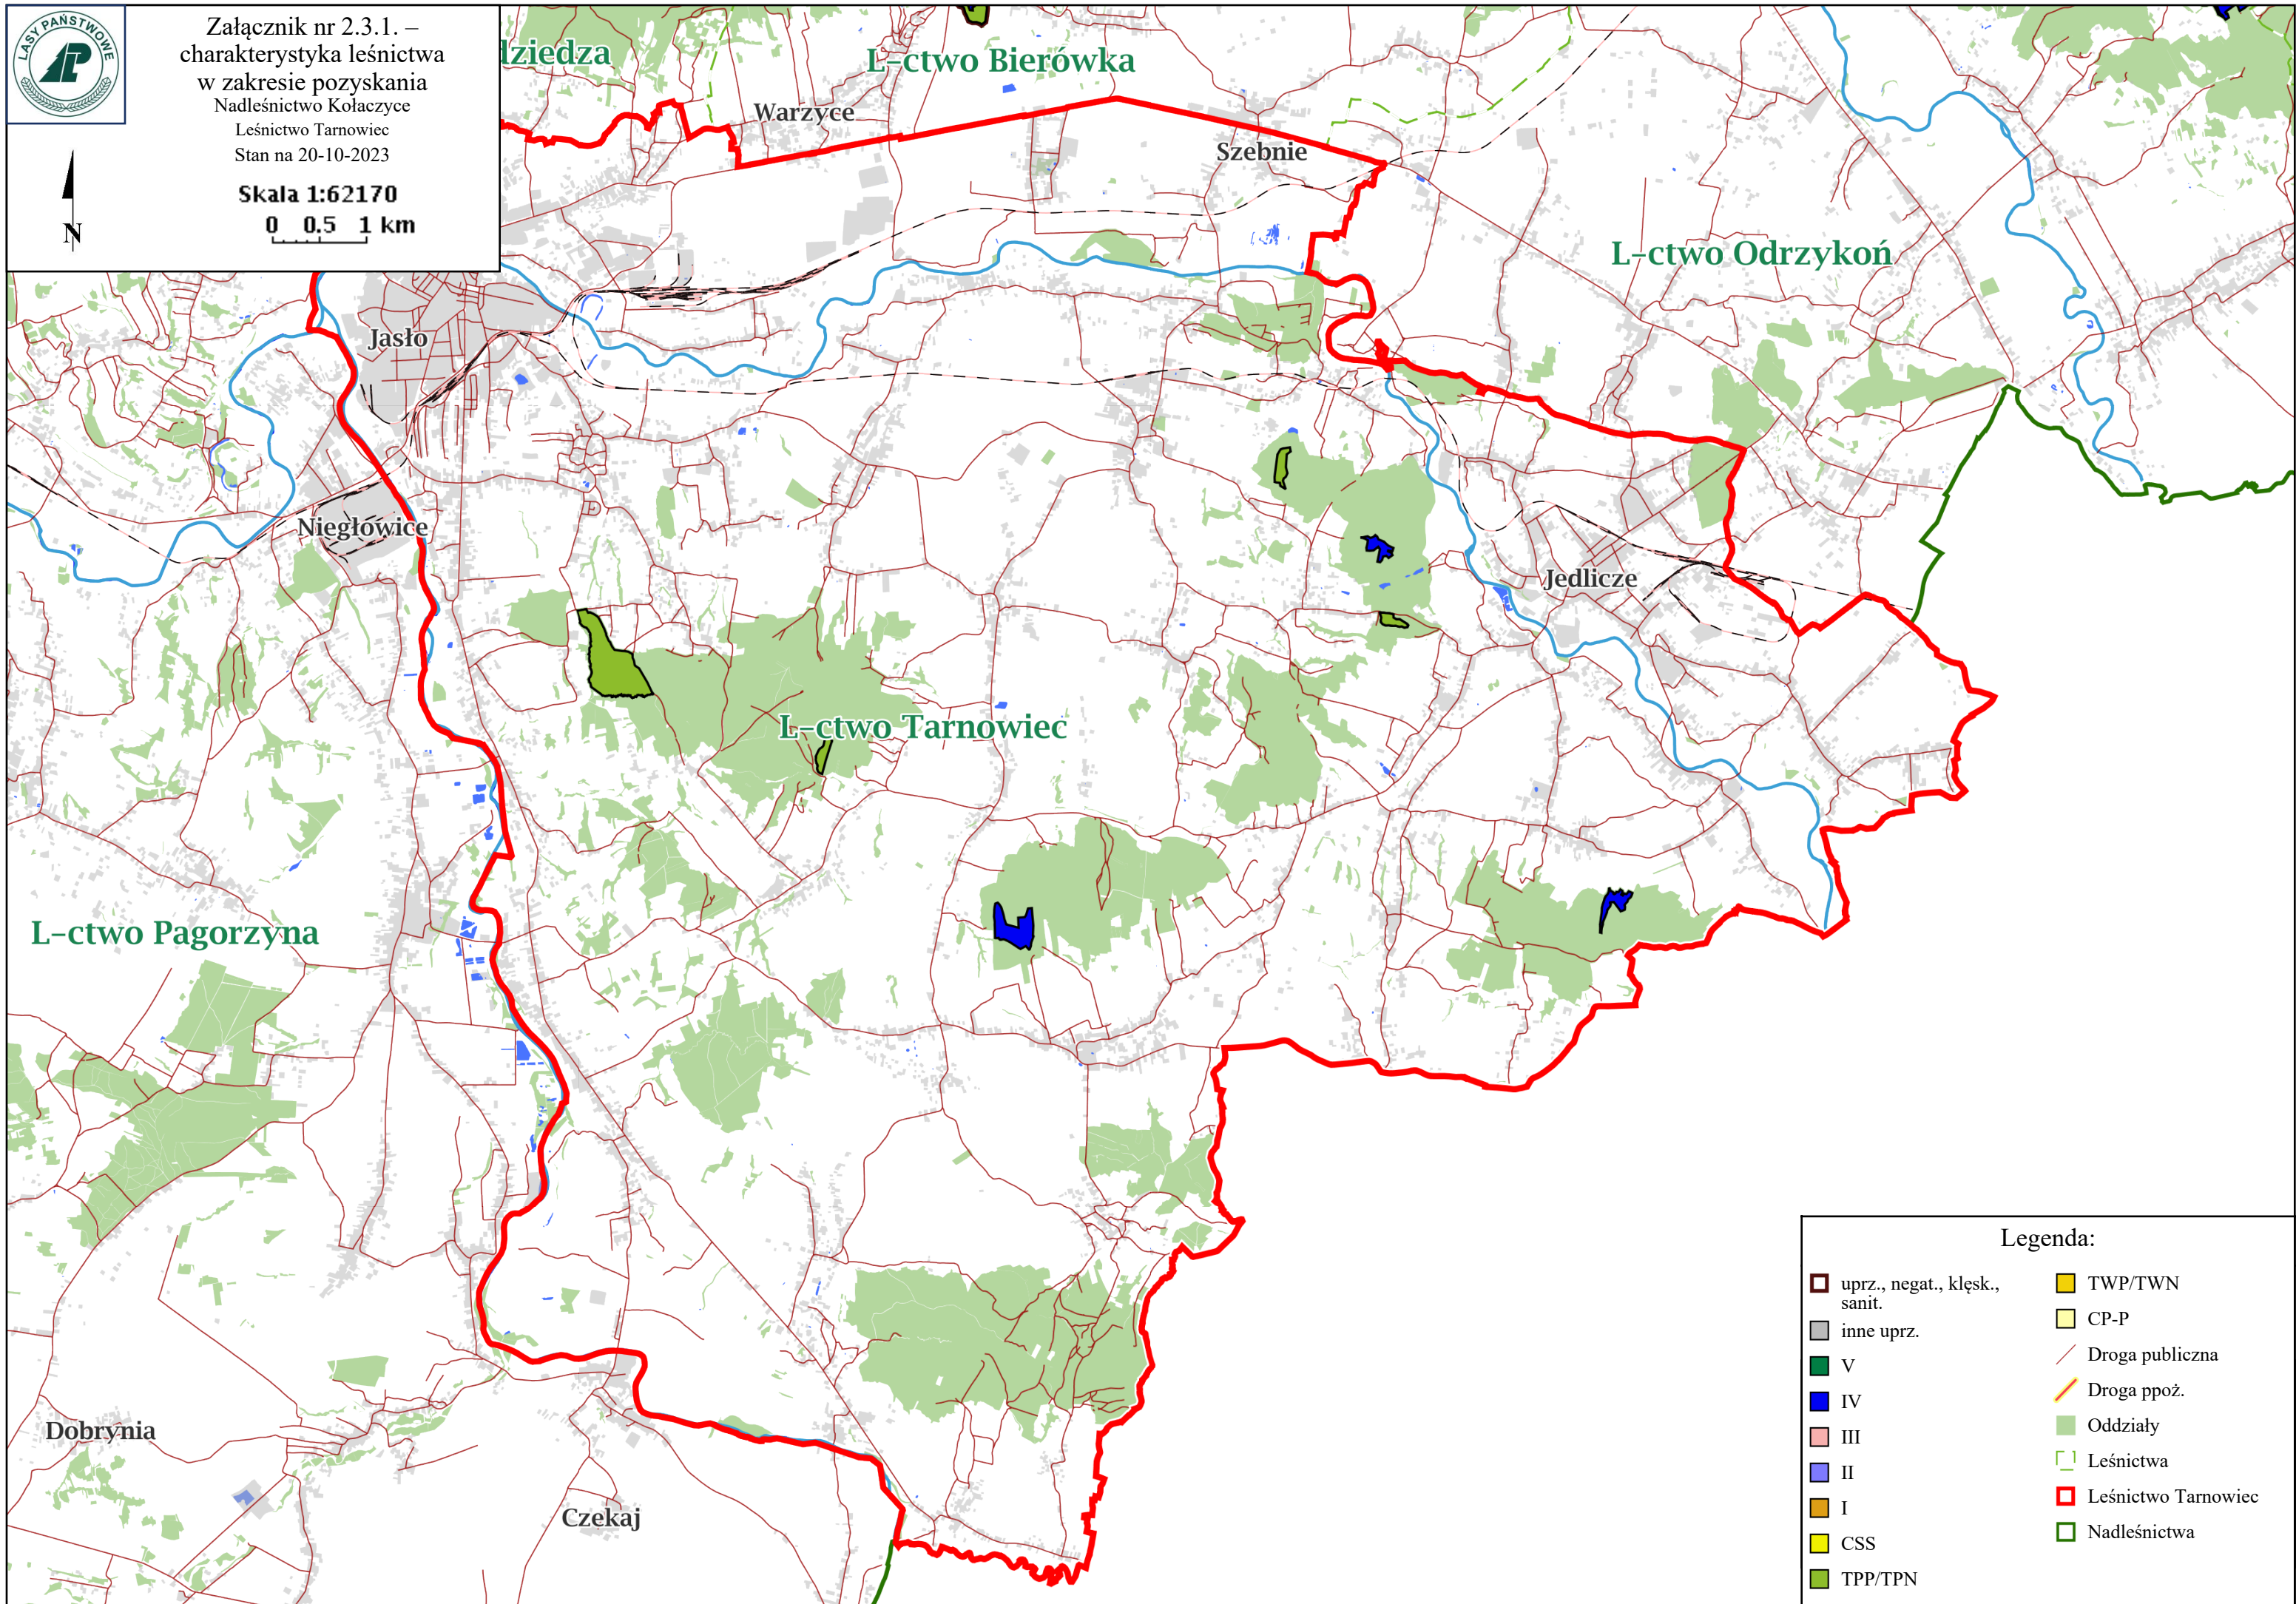 LASY PAŃSTWOWE
Załącznik nr 2.3.1. –
charakterystyka leśnictwa
w zakresie pozyskania
Nadleśnictwo Kołaczyce
Leśnictwo Tarnowiec
Stan na 20-10-2023
Skala 1:62170
0 0.5 1 km
N
dziedza
L-ctwo Bierówka
Warzyce
Szebnie
L-ctwo Odrzykoń
Jasło
Niegłowice
Jedlicze
L-ctwo Tarnowiec
L-ctwo Pagorzyna
Dobrynia
Czekaj
Legenda:
uprz., negat., klęsk.,
sanit.
inne uprz.
V
IV
III
II
I
CSS
TPP/TPN
TWP/TWN
CP-P
Droga publiczna
Droga ppoż.
Oddziały
Leśnictwa
Leśnictwo Tarnowiec
Nadleśnictwa